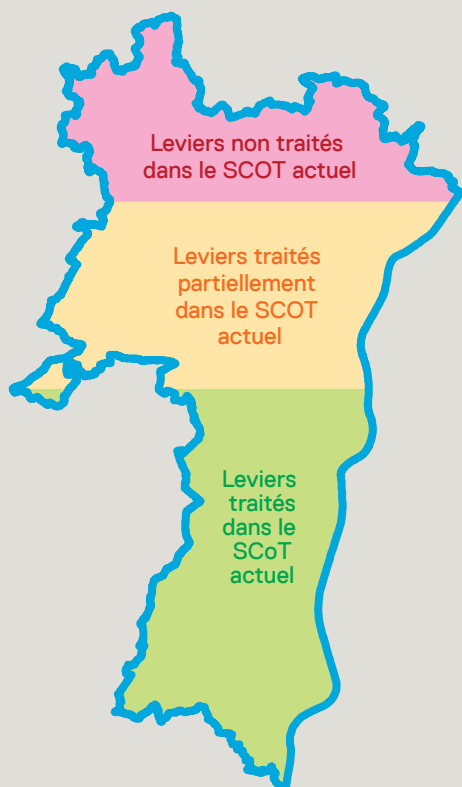 Leviers non traités
dans le SCOT actuel
Leviers traités
partiellement
dans le SCOT
actuel
Leviers
traités
dans le
SCoT
actuel